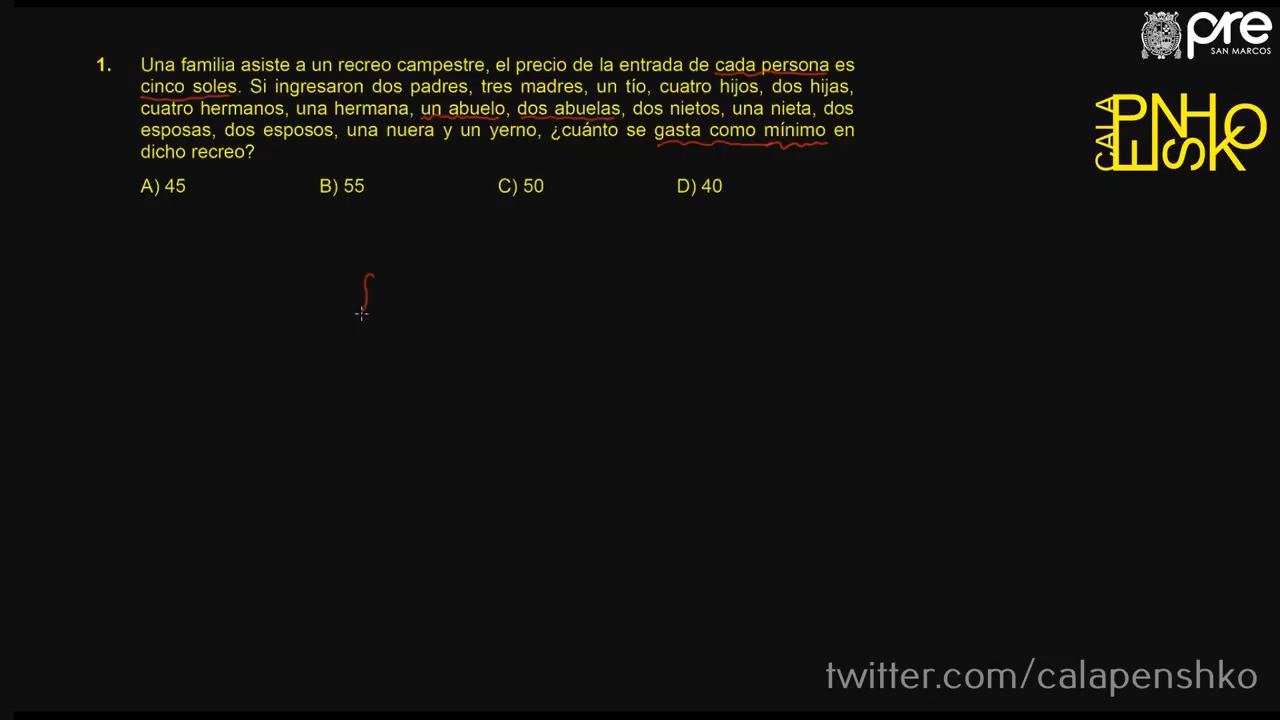 pre
SAN MARCOS
1. Una familia asiste a un recreo campestre, el precio de la entrada de cada persona es
cinco soles. Si ingresaron dos padres, tres madres, un tío, cuatro hijos, dos hijas,
cuatro hermanos, una hermana, un abuelo, dos abuelas, dos nietos, una nieta, dos
esposas, dos esposos, una nuera y un yerno, ¿cuánto se gasta como mínimo en
dicho recreo?
A) 45 B) 55 C) 50 D) 40
CALA
PENSHKO
twitter.com/calapenshko